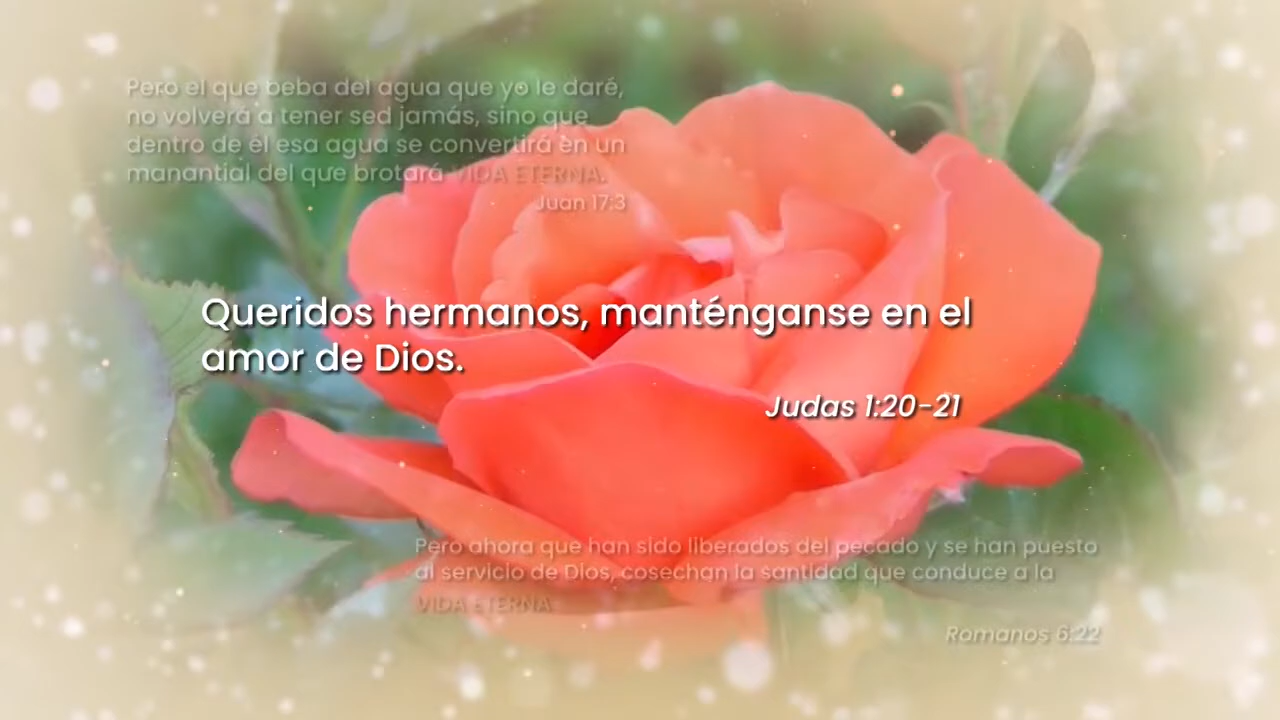 Pero el que beba del agua que yo le daré,
no volverá a tener sed jamás, sino que
dentro de él esa agua se convertirá en un
manantial del que brotará VIDA ETERNA.
Juan 17:3
Queridos hermanos, manténganse en el
amor de Dios.
Judas 1:20-21
Pero ahora que han sido liberados del pecado y se han puesto
al servicio de Dios, cosechan la santidad que conduce a la
VIDA ETERNA
Romanos 6:22